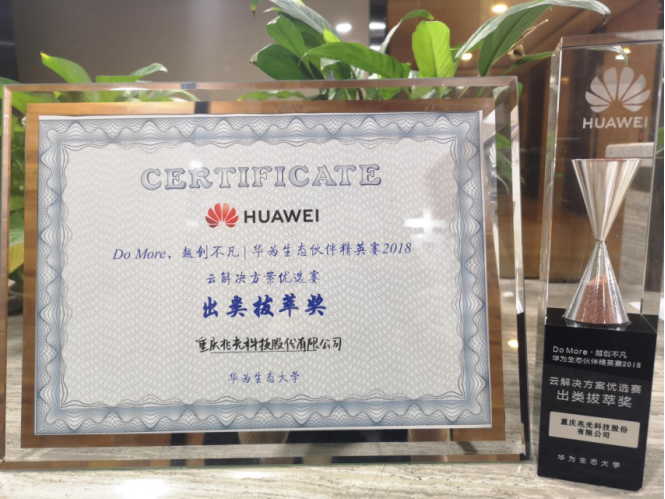 CERTIFICATE
HUAWEI
Do More，越创不凡 | 华为生态伙伴精英赛2018
云解决方案优选赛
出类拔萃奖
重庆兆光科技股份有限公司
华为生态大学
HUAWEI
Do More·越创不凡
华为生态伙伴精英赛2018
云解决方案优选赛
出类拔萃奖
重庆兆光科技股份
有限公司
华为生态大学